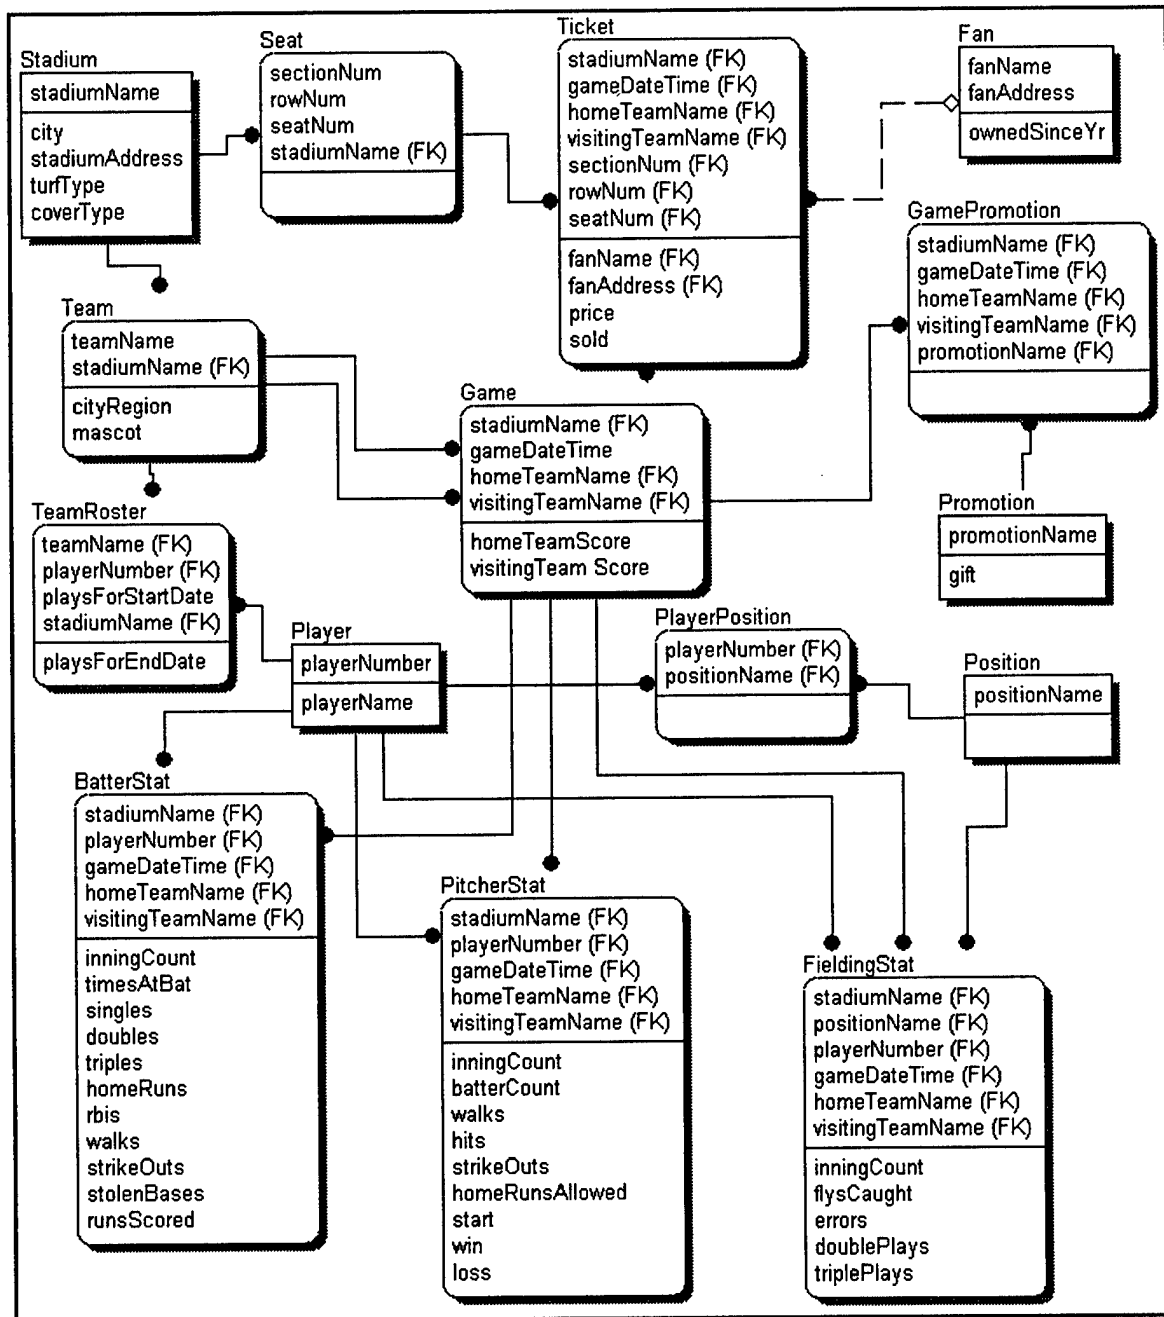 Stadium
stadiumName
city
stadiumAddress
turfType
coverType
Seat
sectionNum
rowNum
seatNum
stadiumName (FK)
Ticket
stadiumName (FK)
gameDateTime (FK)
homeTeamName (FK)
visitingTeamName (FK)
sectionNum (FK)
rowNum (FK)
seatNum (FK)
fanName (FK)
fanAddress (FK)
price
sold
Fan
fanName
fanAddress
ownedSinceYr
GamePromotion
stadiumName (FK)
gameDateTime (FK)
homeTeamName (FK)
visitingTeamName (FK)
promotionName (FK)
Team
teamName
stadiumName (FK)
cityRegion
mascot
Game
stadiumName (FK)
gameDateTime
homeTeamName (FK)
visitingTeamName (FK)
homeTeamScore
visitingTeam Score
Promotion
promotionName
gift
TeamRoster
teamName (FK)
playerNumber (FK)
playsForStartDate
stadiumName (FK)
playsForEndDate
Player
playerNumber
playerName
PlayerPosition
playerNumber (FK)
positionName (FK)
Position
positionName
BatterStat
stadiumName (FK)
playerNumber (FK)
gameDateTime (FK)
homeTeamName (FK)
visitingTeamName (FK)
inningCount
timesAtBat
singles
doubles
triples
homeRuns
rbis
walks
strikeOuts
stolenBases
runsScored
PitcherStat
stadiumName (FK)
playerNumber (FK)
gameDateTime (FK)
homeTeamName (FK)
visitingTeamName (FK)
inningCount
batterCount
walks
hits
strikeOuts
homeRunsAllowed
start
win
loss
FieldingStat
stadiumName (FK)
positionName (FK)
playerNumber (FK)
gameDateTime (FK)
homeTeamName (FK)
visitingTeamName (FK)
inningCount
flysCaught
errors
doublePlays
triplePlays